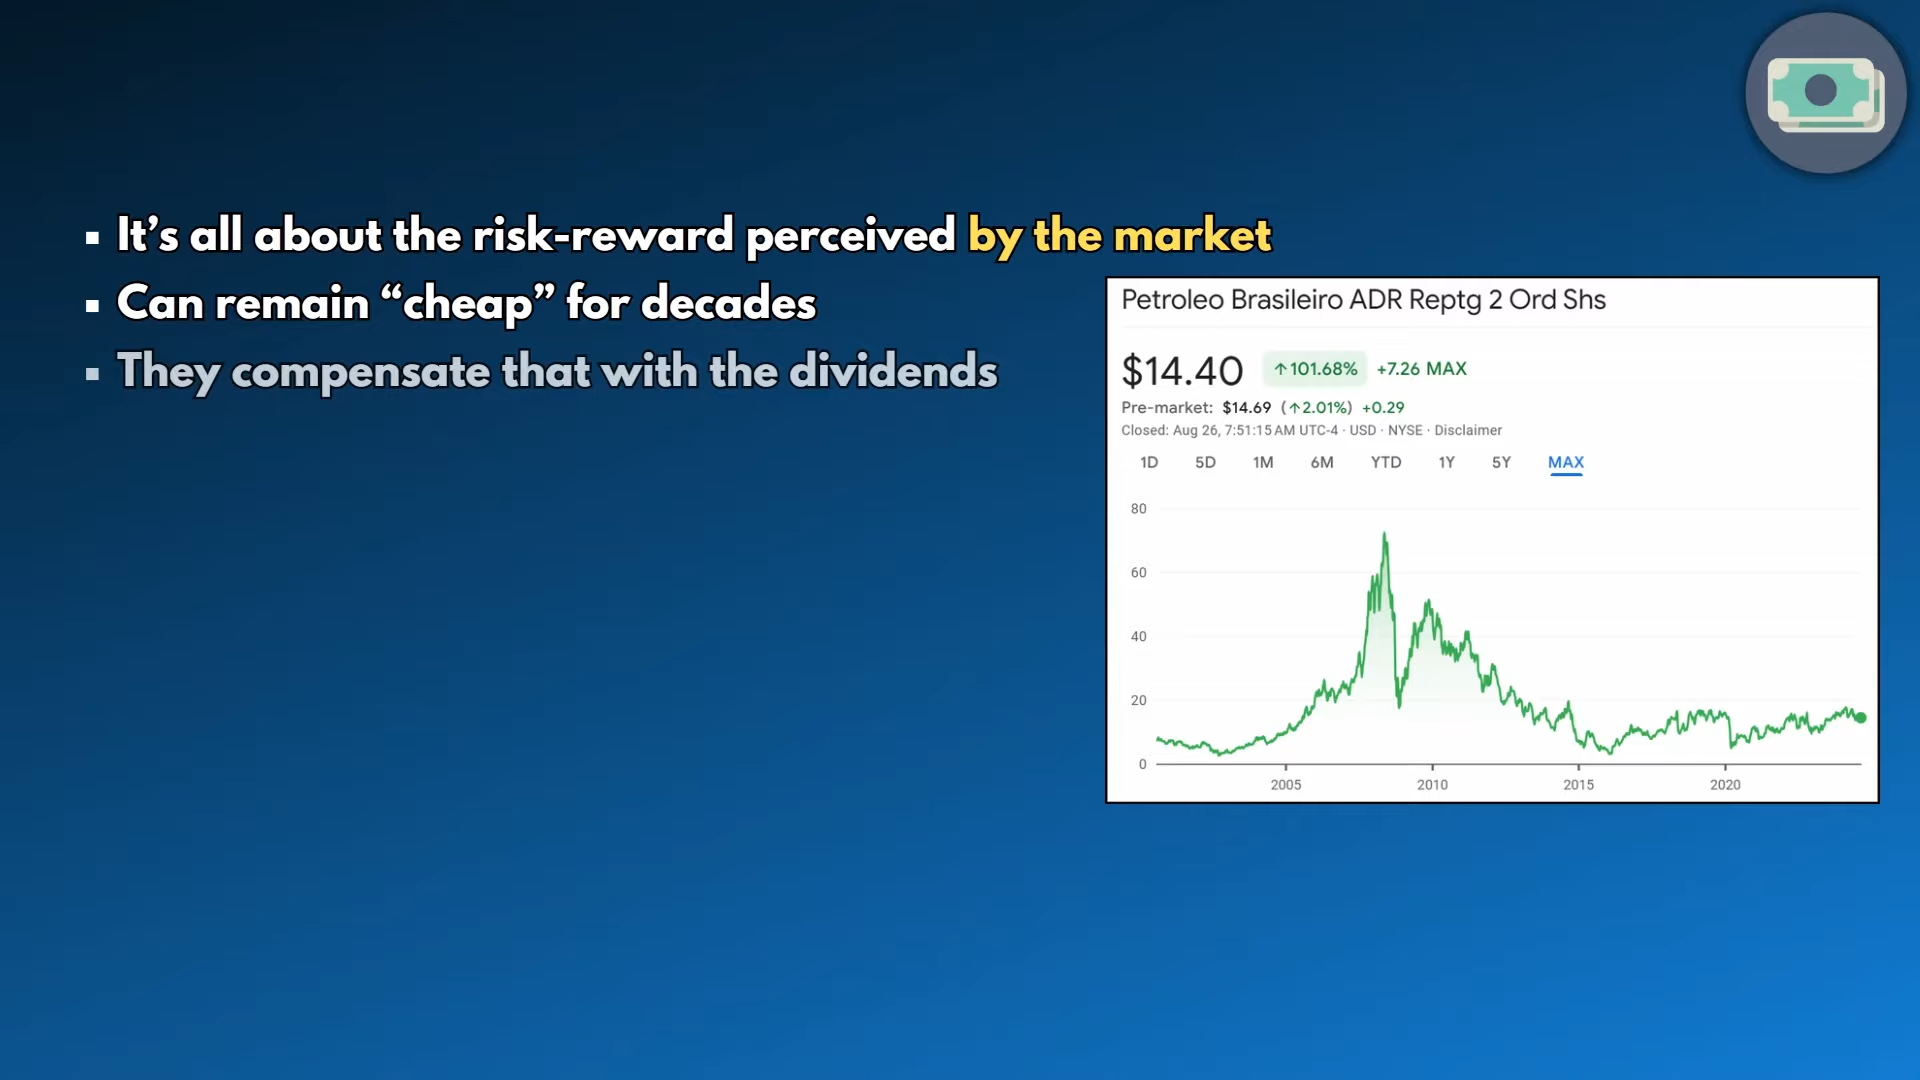 ▪ It’s all about the risk-reward perceived by the market
▪ Can remain “cheap” for decades
▪ They compensate that with the dividends
Petroleo Brasileiro ADR Reptg 2 Ord Shs
$14.40 ↑101.68% +7.26 MAX
Pre-market: $14.69 (↑2.01%) +0.29
Closed: Aug 26, 7:51:15 AM UTC-4 · USD · NYSE · Disclaimer
1D 5D 1M 6M YTD 1Y 5Y MAX
80
60
40
20
0
2005 2010 2015 2020